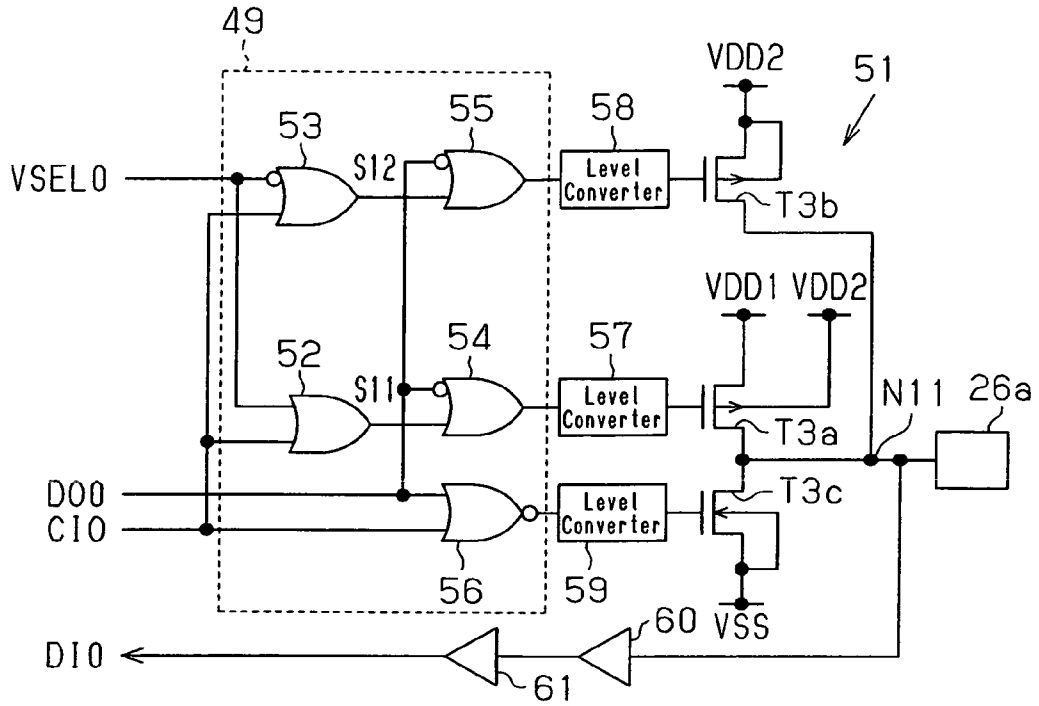 49
51
VDD2
53
55
58
S12
VSEL0
Level
Converter
T3b
VDD1
VDD2
52
54
57
S11
Level
Converter
N11
26a
T3a
DO0
T3c
CI0
Level
Converter
56
59
VSS
60
DI0
61